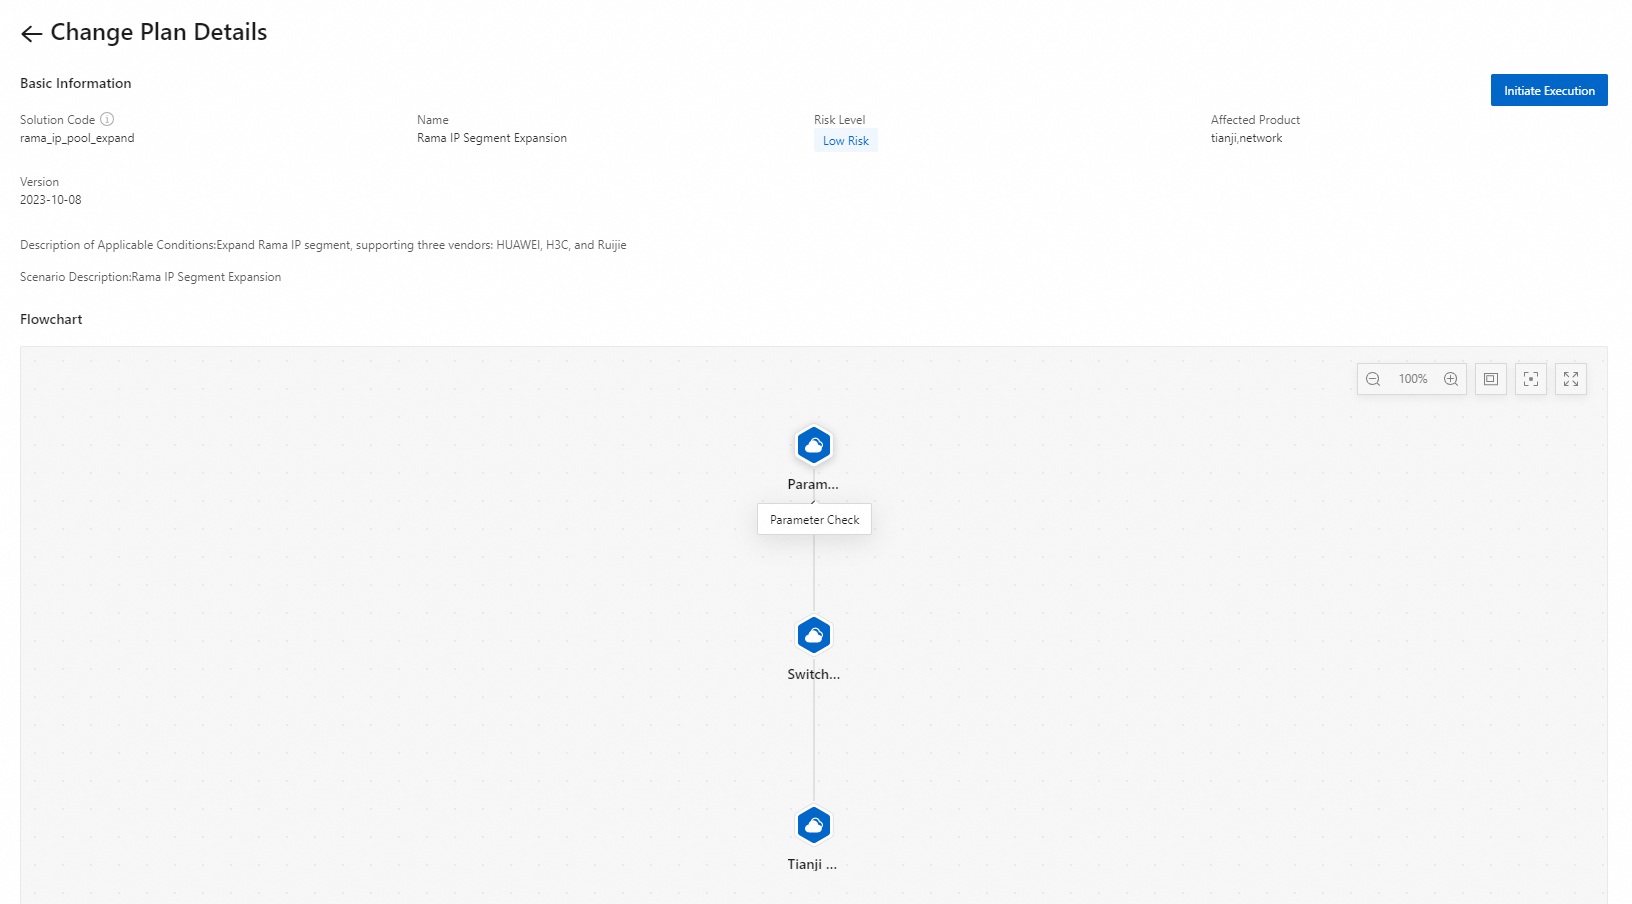 Change Plan Details
Basic Information
Initiate Execution
Solution Code
rama_ip_pool_expand
Name
Rama IP Segment Expansion
Risk Level
Low Risk
Affected Product
tianji,network
Version
2023-10-08
Description of Applicable Conditions:Expand Rama IP segment, supporting three vendors: HUAWEI, H3C, and Ruijie
Scenario Description:Rama IP Segment Expansion
Flowchart
100%
Param...
Parameter Check
Switch...
Tianji ...